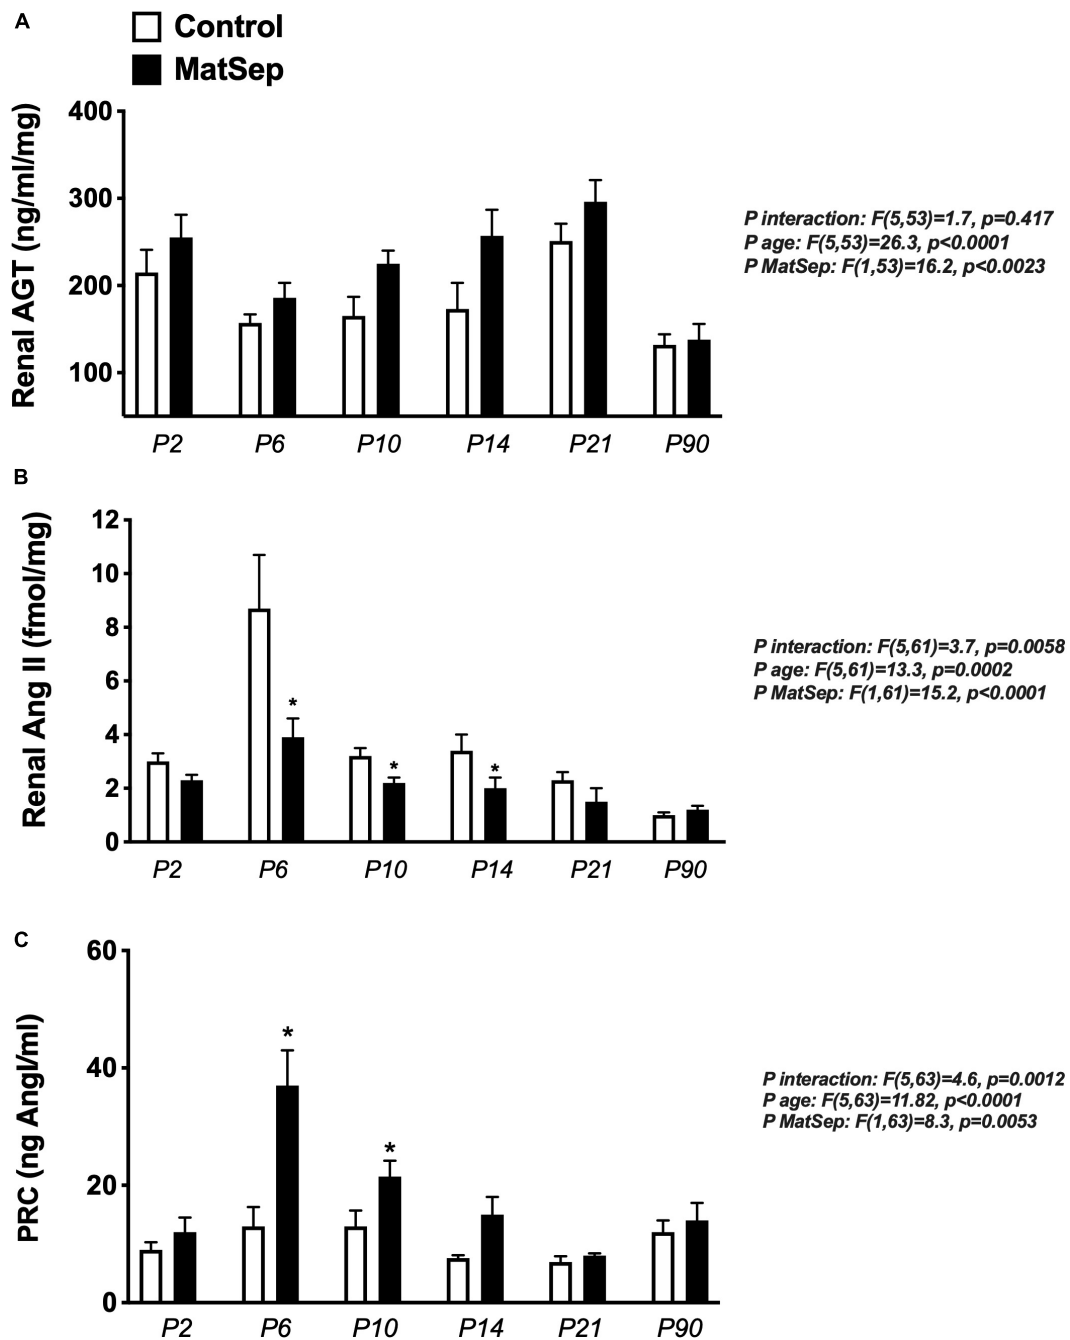 A
Control
MatSep
Renal AGT (ng/ml/mg)
400
300
200
100
P2 P6 P10 P14 P21 P90
P interaction: F(5,53)=1.7, p=0.417
P age: F(5,53)=26.3, p<0.0001
P MatSep: F(1,53)=16.2, p<0.0023
B
Renal Ang II (fmol/mg)
12
10
8
6
4
2
0
*
*
*
P2 P6 P10 P14 P21 P90
P interaction: F(5,61)=3.7, p=0.0058
P age: F(5,61)=13.3, p=0.0002
P MatSep: F(1,61)=15.2, p<0.0001
C
PRC (ng AngI/ml)
60
40
20
0
*
*
P2 P6 P10 P14 P21 P90
P interaction: F(5,63)=4.6, p=0.0012
P age: F(5,63)=11.82, p<0.0001
P MatSep: F(1,63)=8.3, p=0.0053